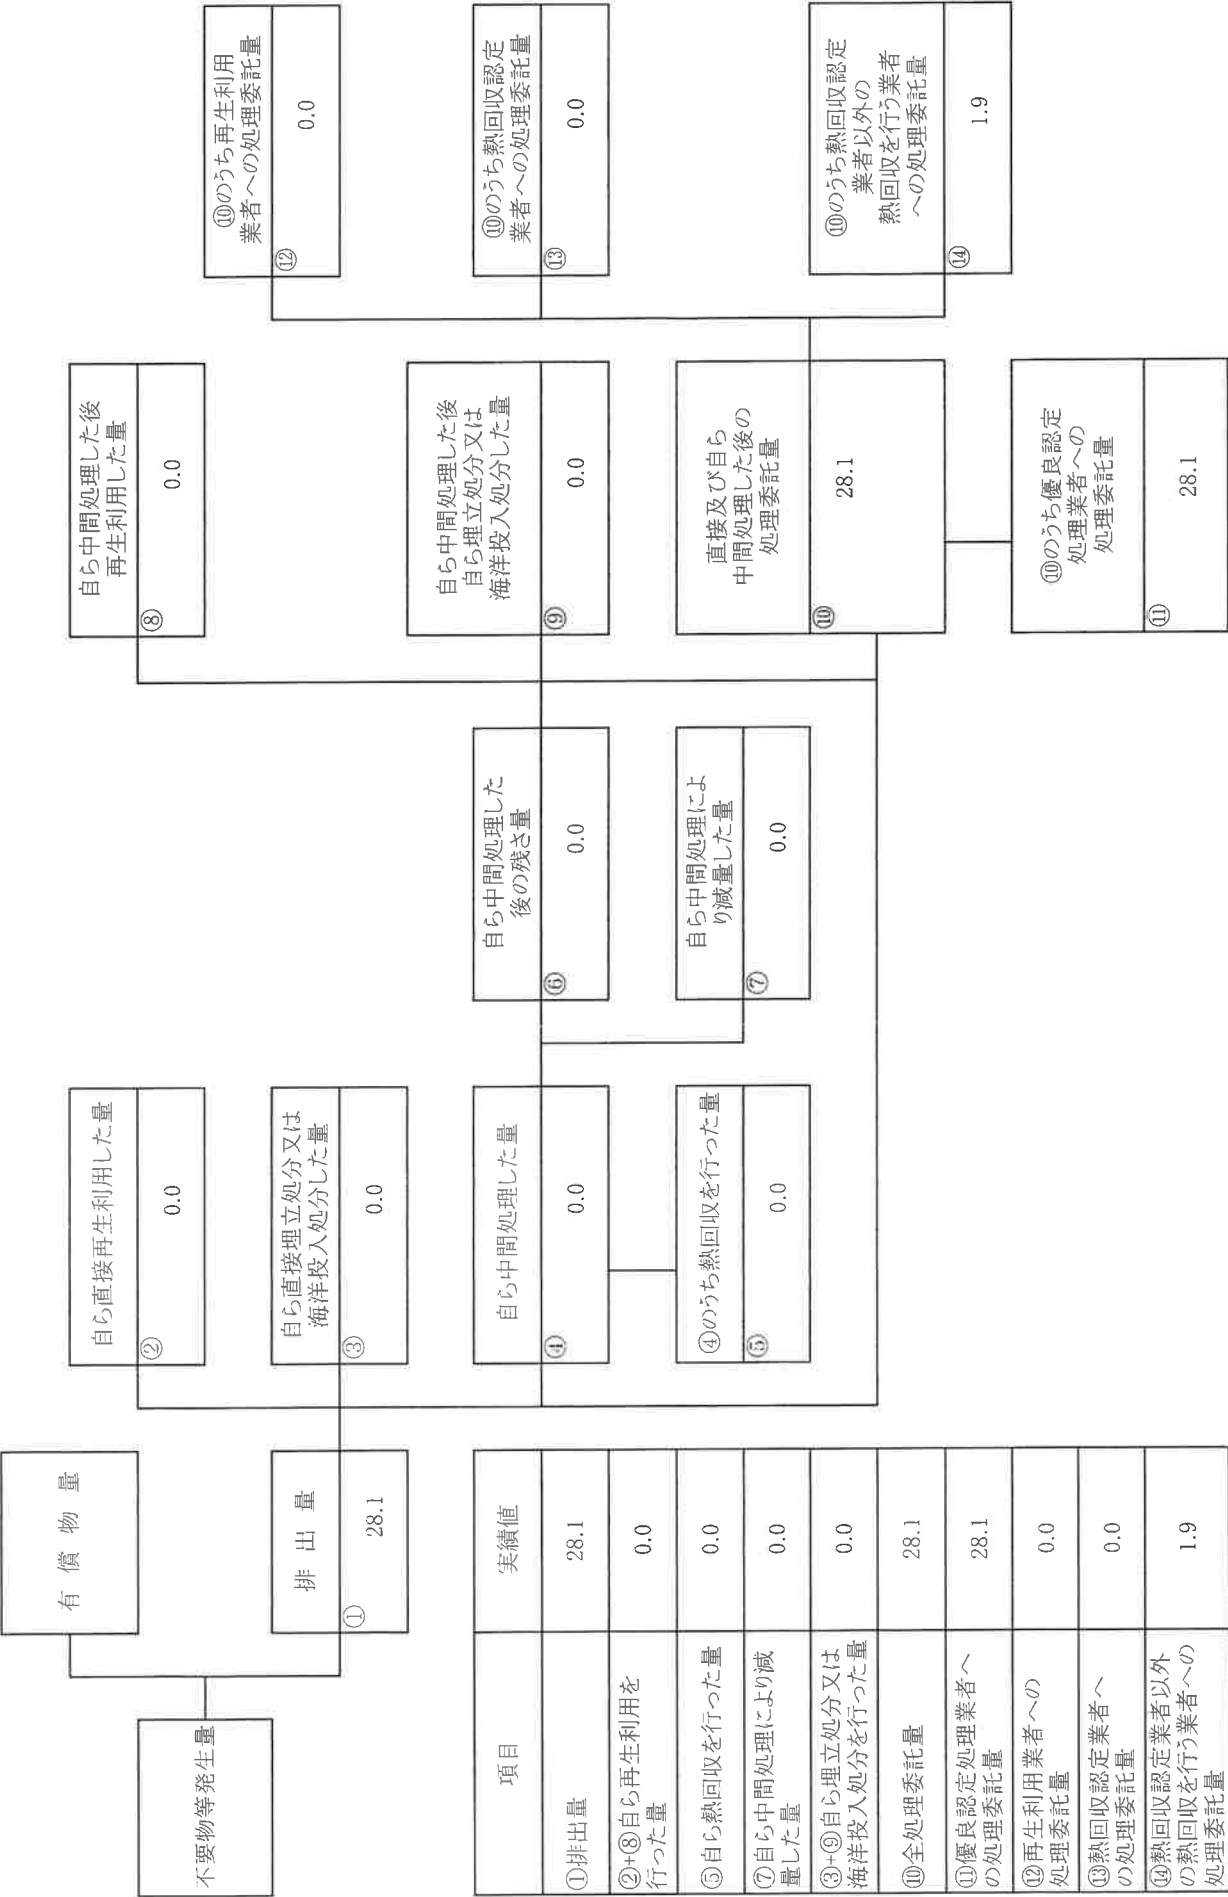 不要物等発生量
有償物量
排出量
①
28.1
自ら直接再生利用した量
②
0.0
自ら直接埋立処分又は
海洋投入処分した量
③
0.0
自ら中間処理した量
④
0.0
④のうち熱回収を行った量
⑤
0.0
自ら中間処理した
後の残さ量
⑥
0.0
自ら中間処理によ
り減量した量
⑦
0.0
自ら中間処理した後
再生利用した量
⑧
0.0
自ら中間処理した後
自ら埋立処分又は
海洋投入処分した量
⑨
0.0
直接及び自ら
中間処理した後の
処理委託量
⑩
28.1
⑩のうち優良認定
処理業者への
処理委託量
⑪
28.1
⑩のうち再生利用
業者への処理委託量
⑫
0.0
⑩のうち熱回収認定
業者への処理委託量
⑬
0.0
⑩のうち熱回収認定
業者以外の
熱回収を行う業者
への処理委託量
⑭
1.9
項目 実績値
①排出量 28.1
②+⑧自ら再生利用を
行った量 0.0
⑤自ら熱回収を行った量 0.0
⑦自ら中間処理により減
量した量 0.0
③+⑨自ら埋立処分又は
海洋投入処分を行った量 0.0
⑩全処理委託量 28.1
⑪優良認定処理業者へ
の処理委託量 28.1
⑫再生利用業者への
処理委託量 0.0
⑬熱回収認定業者へ
の処理委託量 0.0
⑭熱回収認定業者以外
の熱回収を行う業者への
処理委託量 1.9